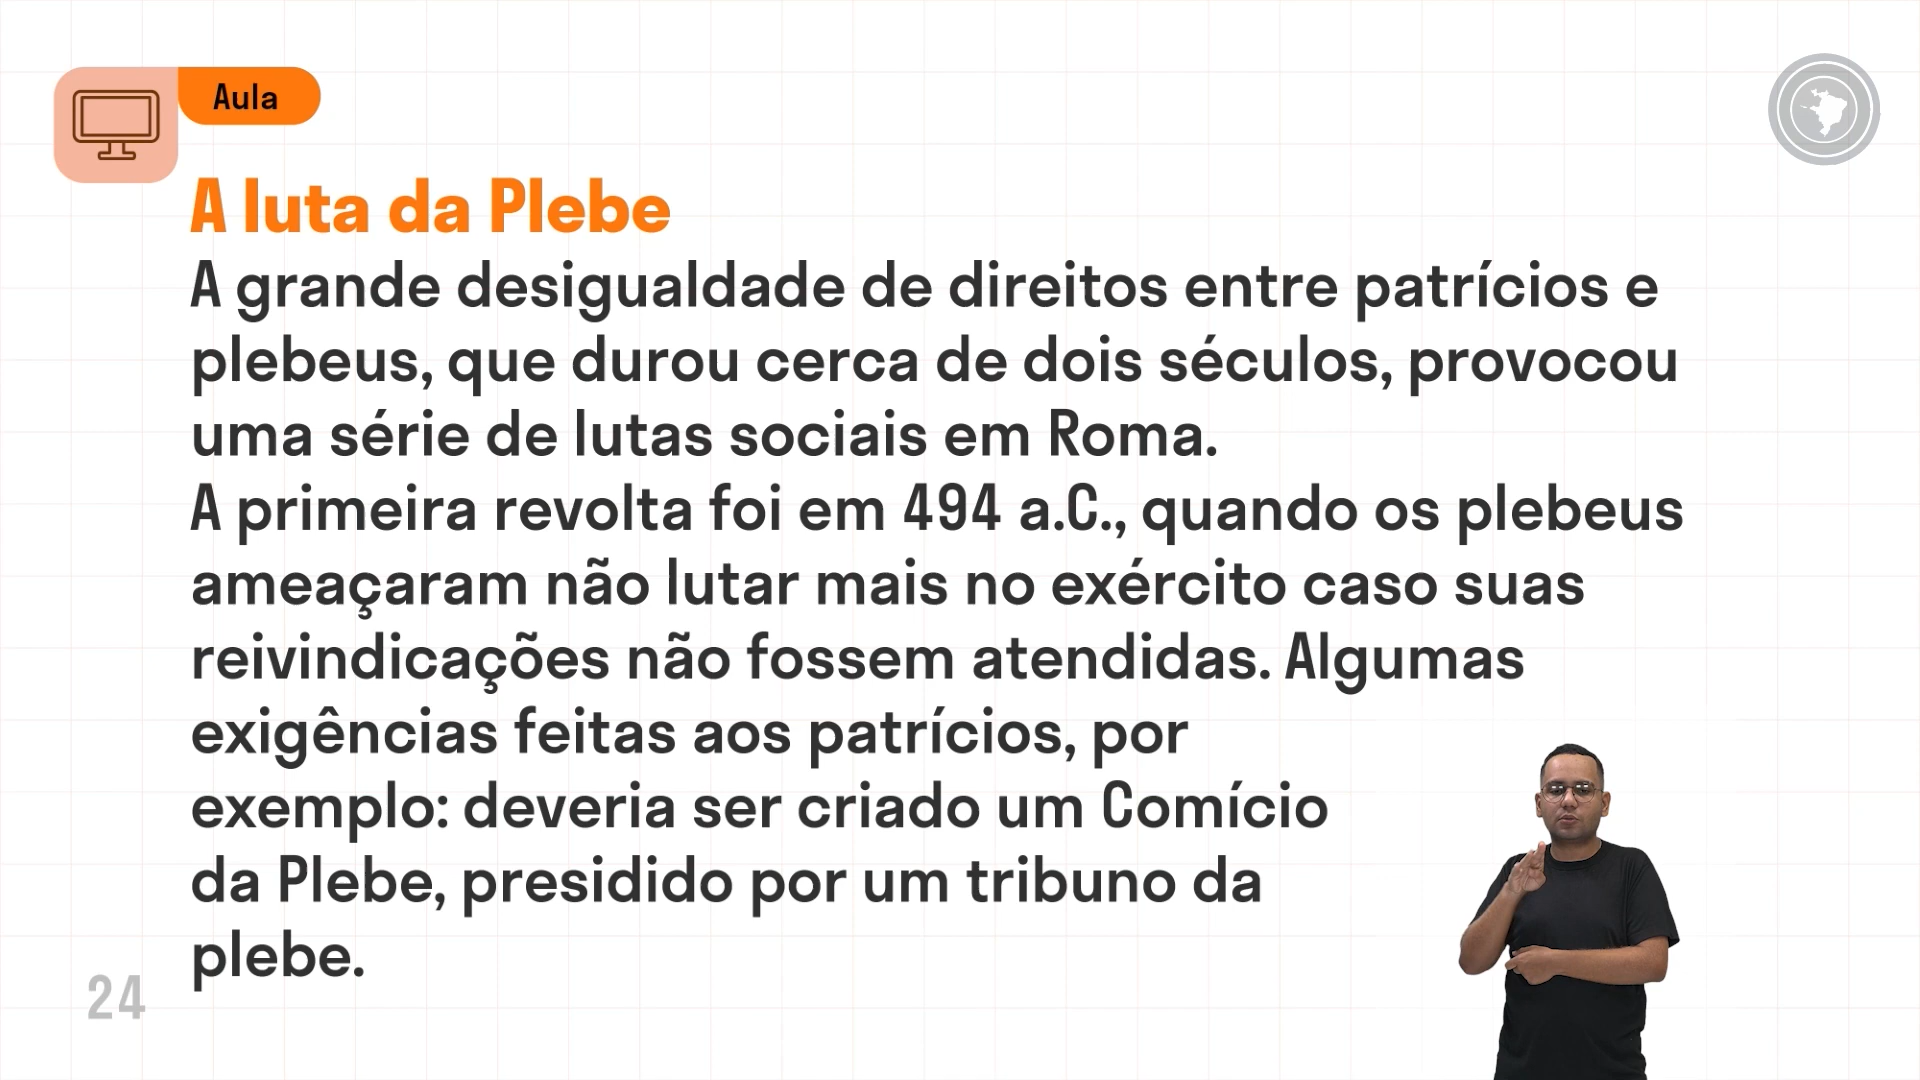 Aula
A luta da Plebe
A grande desigualdade de direitos entre patrícios e
plebeus, que durou cerca de dois séculos, provocou
uma série de lutas sociais em Roma.
A primeira revolta foi em 494 a.C., quando os plebeus
ameaçaram não lutar mais no exército caso suas
reivindicações não fossem atendidas. Algumas
exigências feitas aos patrícios, por
exemplo: deveria ser criado um Comício
da Plebe, presidido por um tribuno da
plebe.
24